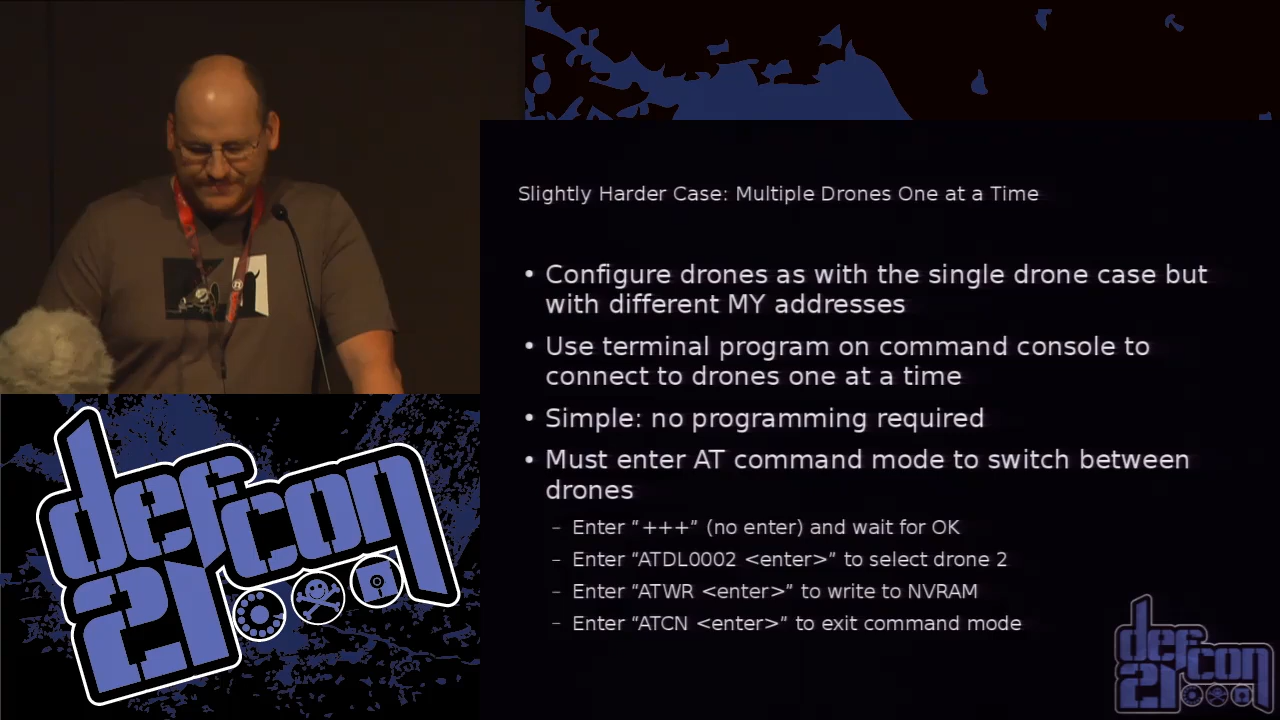 Slightly Harder Case: Multiple Drones One at a Time
• Configure drones as with the single drone case but
with different MY addresses
• Use terminal program on command console to
connect to drones one at a time
• Simple: no programming required
• Must enter AT command mode to switch between
drones
– Enter “+++” (no enter) and wait for OK
– Enter “ATDL0002 <enter>” to select drone 2
– Enter “ATWR <enter>” to write to NVRAM
– Enter “ATCN <enter>” to exit command mode
defcon
21
defcon
21